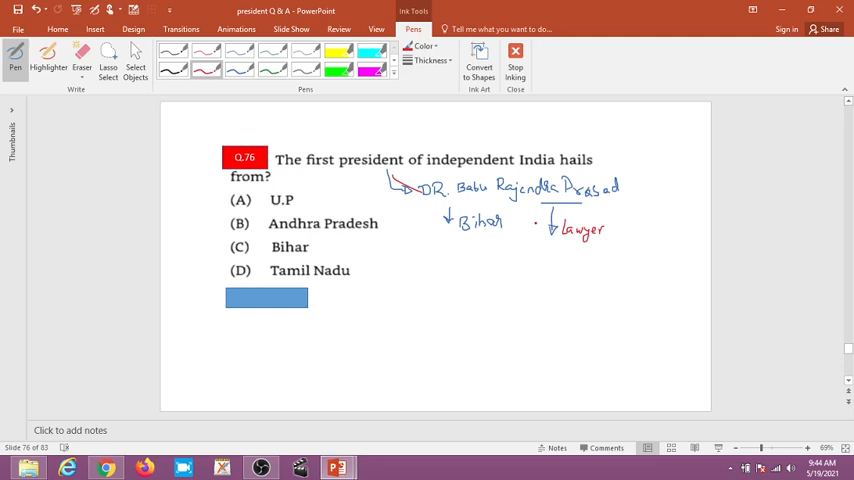 president Q & A - PowerPoint
Ink Tools
Sign in
Share
File
Home
Insert
Design
Transitions
Animations
Slide Show
Review
View
Pens
Tell me what you want to do...
Pen
Highlighter
Eraser
Lasso Select
Select Objects
Color
Thickness
Convert to Shapes
Stop Inking
Write
Pens
Ink Art
Close
Thumbnails
Q.76 The first president of independent India hails
from?
DR. Babu Rajendra Prasad
(A) U.P
(B) Andhra Pradesh
Bihar
Lawyer
(C) Bihar
(D) Tamil Nadu
Click to add notes
Slide 76 of 83
Notes
Comments
69%
9:44 AM
5/19/2021